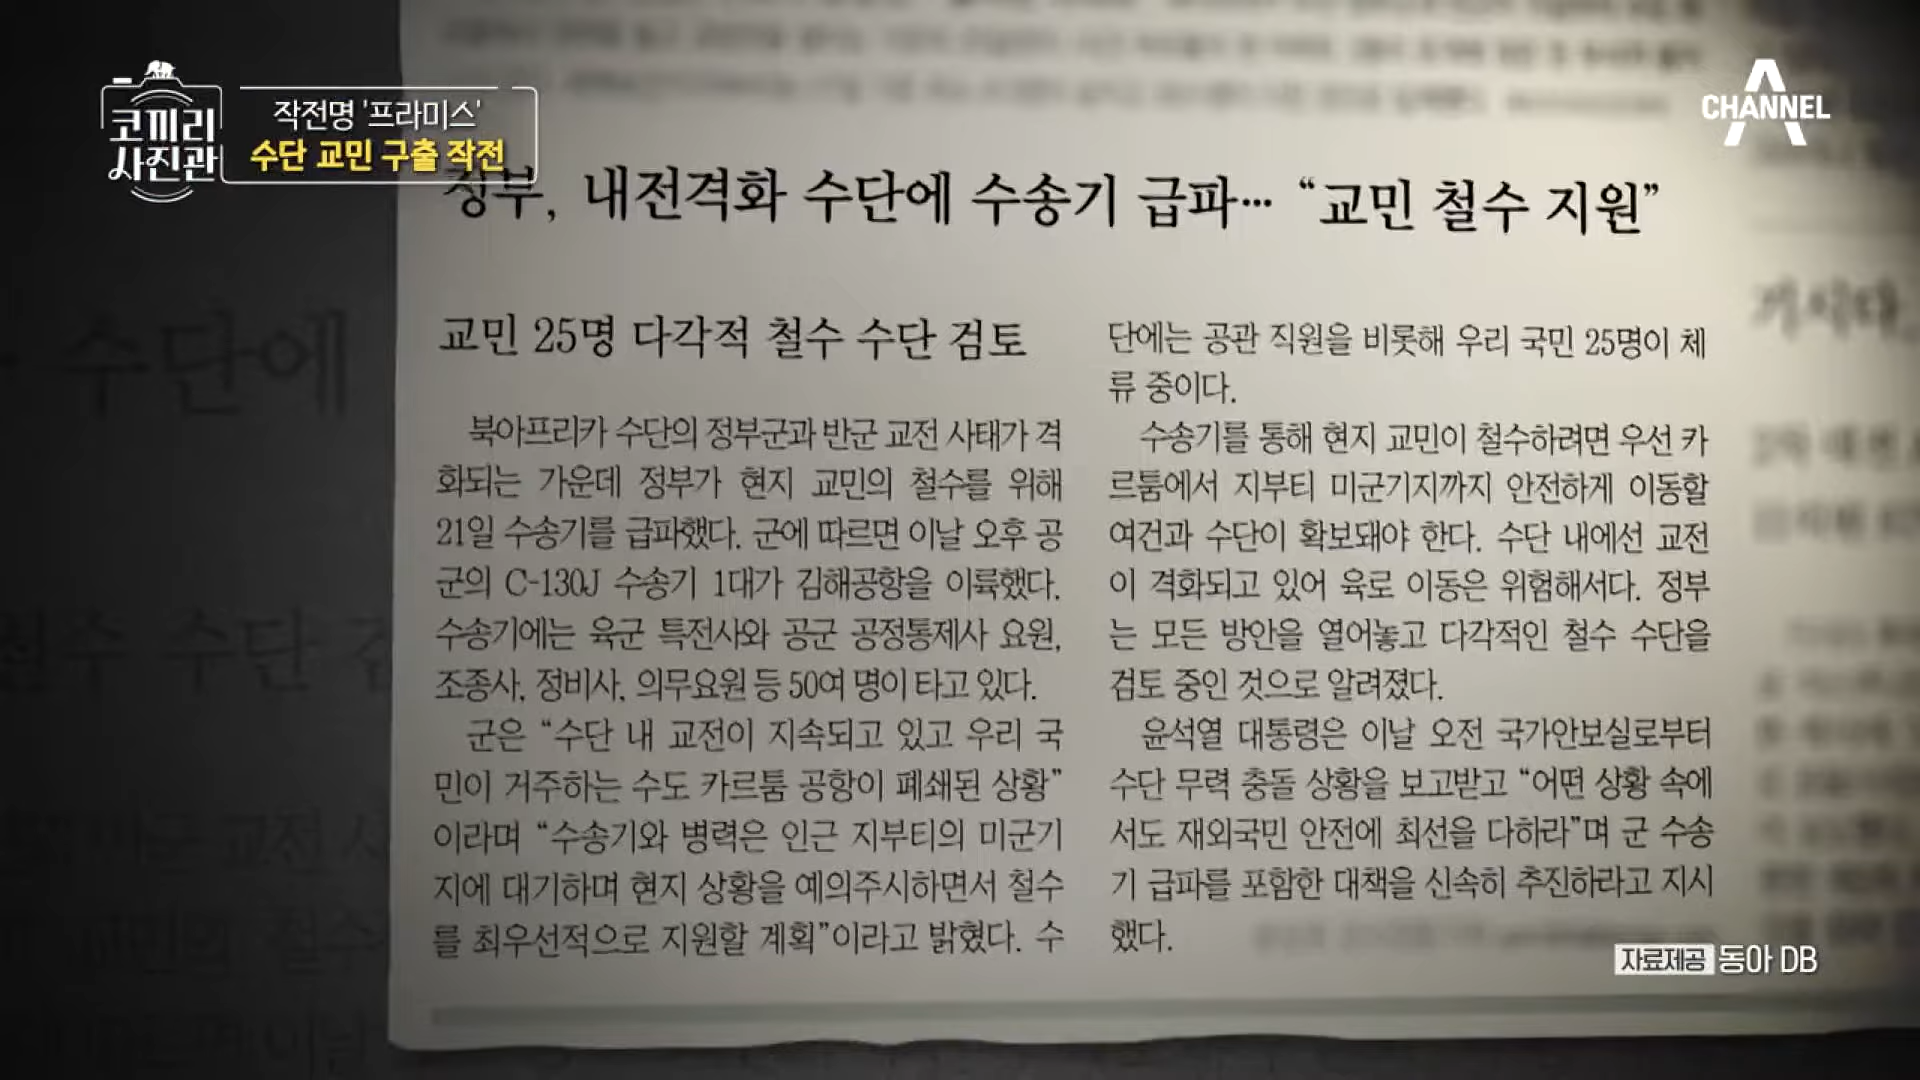 코끼리
사진관
작전명 '프라미스'
수단 교민 구출 작전
CHANNEL A
정부, 내전격화 수단에 수송기 급파… “교민 철수 지원”
교민 25명 다각적 철수 수단 검토
북아프리카 수단의 정부군과 반군 교전 사태가 격
화되는 가운데 정부가 현지 교민의 철수를 위해
21일 수송기를 급파했다. 군에 따르면 이날 오후 공
군의 C-130J 수송기 1대가 김해공항을 이륙했다.
수송기에는 육군 특전사와 공군 공정통제사 요원,
조종사, 정비사, 의무요원 등 50여 명이 타고 있다.
군은 “수단 내 교전이 지속되고 있고 우리 국
민이 거주하는 수도 카르툼 공항이 폐쇄된 상황”
이라며 “수송기와 병력은 인근 지부티의 미군기
지에 대기하며 현지 상황을 예의주시하면서 철수
를 최우선적으로 지원할 계획”이라고 밝혔다. 수
단에는 공관 직원을 비롯해 우리 국민 25명이 체
류 중이다.
수송기를 통해 현지 교민이 철수하려면 우선 카
르툼에서 지부티 미군기지까지 안전하게 이동할
여건과 수단이 확보돼야 한다. 수단 내에선 교전
이 격화되고 있어 육로 이동은 위험해서다. 정부
는 모든 방안을 열어놓고 다각적인 철수 수단을
검토 중인 것으로 알려졌다.
윤석열 대통령은 이날 오전 국가안보실로부터
수단 무력 충돌 상황을 보고받고 “어떤 상황 속에
서도 재외국민 안전에 최선을 다하라”며 군 수송
기 급파를 포함한 대책을 신속히 추진하라고 지시
했다.
자료제공 동아 DB
수단에